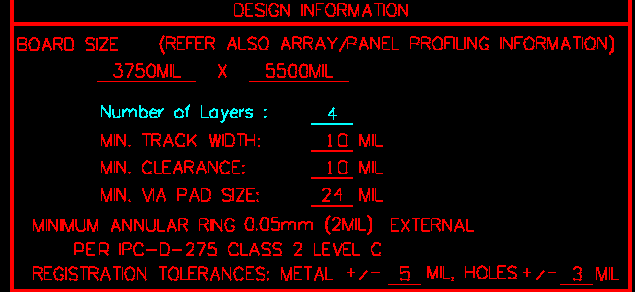 DESIGN INFORMATION
BOARD SIZE (REFER ALSO ARRAY/PANEL PROFILING INFORMATION)
3750MIL X 5500MIL
Number of Layers : 4
MIN. TRACK WIDTH: 10 MIL
MIN. CLEARANCE: 10 MIL
MIN. VIA PAD SIZE: 24 MIL
MINIMUM ANNULAR RING 0.05mm (2MIL) EXTERNAL
PER IPC-D-275 CLASS 2 LEVEL C
REGISTRATION TOLERANCES: METAL +/- 5 MIL, HOLES +/- 3 MIL